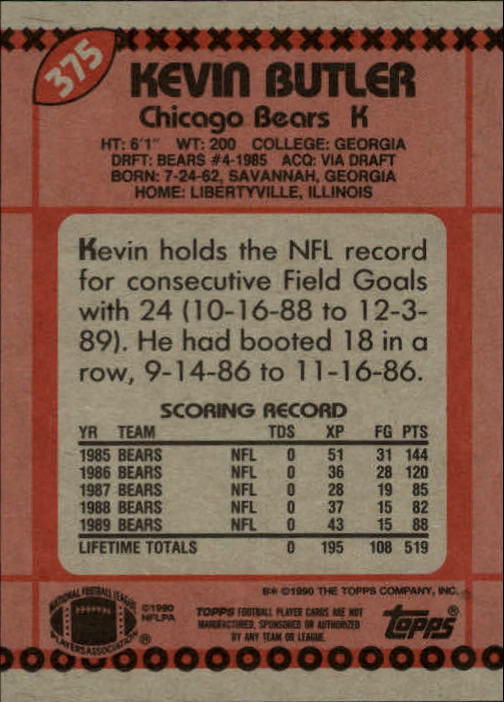 375
KEVIN BUTLER
Chicago Bears K
HT: 6'1" WT: 200 COLLEGE: GEORGIA
DRFT: BEARS #4-1985 ACQ: VIA DRAFT
BORN: 7-24-62, SAVANNAH, GEORGIA
HOME: LIBERTYVILLE, ILLINOIS
Kevin holds the NFL record
for consecutive Field Goals
with 24 (10-16-88 to 12-3-
89). He had booted 18 in a
row, 9-14-86 to 11-16-86.
SCORING RECORD
YR TEAM TDS XP FG PTS
1985 BEARS NFL 0 51 31 144
1986 BEARS NFL 0 36 28 120
1987 BEARS NFL 0 28 19 85
1988 BEARS NFL 0 37 15 82
1989 BEARS NFL 0 43 15 88
LIFETIME TOTALS 0 195 108 519
B* ©1990 THE TOPPS COMPANY, INC.
NATIONAL FOOTBALL LEAGUE
PLAYERS ASSOCIATION ®
©1990
NFLPA
TOPPS FOOTBALL PLAYER CARDS ARE NOT
MANUFACTURED, SPONSORED OR AUTHORIZED
BY ANY TEAM OR LEAGUE.
topps®